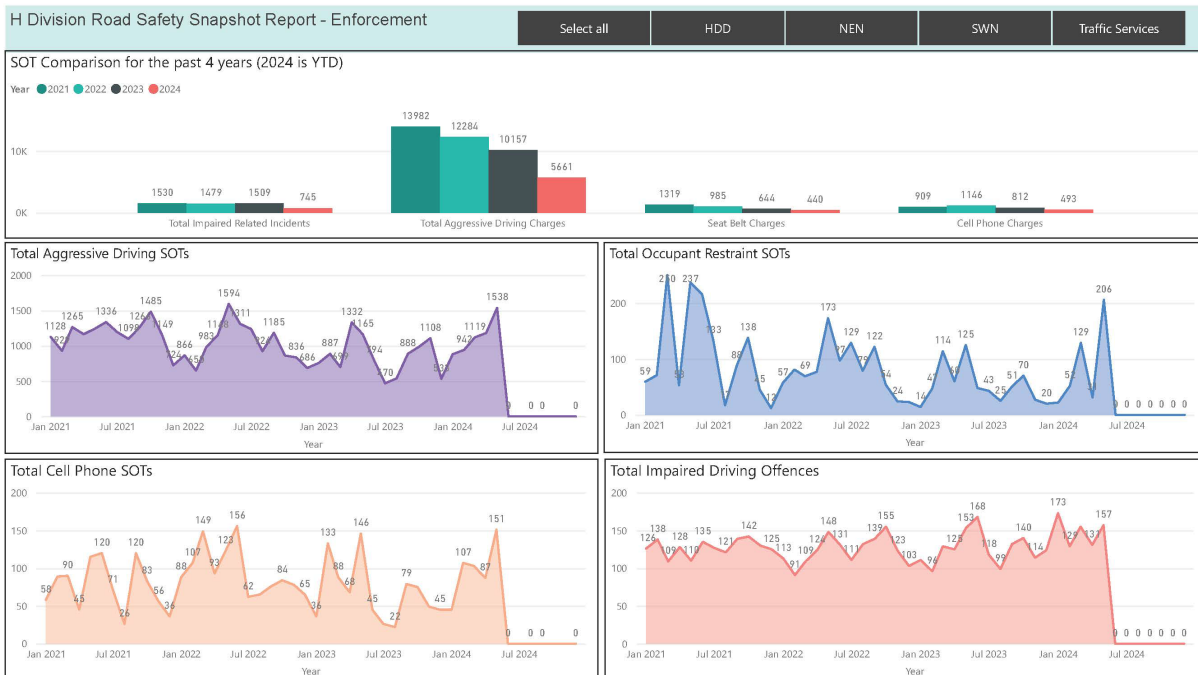 H Division Road Safety Snapshot Report - Enforcement
Select all
HDD
NEN
SWN
Traffic Services
SOT Comparison for the past 4 years (2024 is YTD)
Year 2021 2022 2023 2024
13982
12284
10157
5661
1530 1479 1509 745
1319 985 644 440
909 1146 812 493
10K
0K
Total Impaired Related Incidents
Total Aggressive Driving Charges
Seat Belt Charges
Cell Phone Charges
Total Aggressive Driving SOTs
2000
1500
1000
500
0
1128 1265 1336 1485 866 1594 1185 836 686 887 1332 1165 888 1108 1119 1538
0 0 0 0
Jan 2021 Jul 2021 Jan 2022 Jul 2022 Jan 2023 Jul 2023 Jan 2024 Jul 2024
Year
Total Occupant Restraint SOTs
200
100
0
59 237 133 138 57 69 173 129 122 24 114 125 43 51 70 20 129 206
0 0 0 0 0 0 0
Jan 2021 Jul 2021 Jan 2022 Jul 2022 Jan 2023 Jul 2023 Jan 2024 Jul 2024
Year
Total Cell Phone SOTs
200
150
100
50
0
58 90 45 120 71 26 120 83 56 36 88 107 149 93 123 156 62 84 65 36 133 88 68 146 45 22 79 45 107 87 151
0 0 0 0
Jan 2021 Jul 2021 Jan 2022 Jul 2022 Jan 2023 Jul 2023 Jan 2024 Jul 2024
Year
Total Impaired Driving Offences
200
150
100
50
0
126 138 128 135 121 142 125 113 91 109 148 131 111 139 155 123 103 96 125 153 168 118 99 140 114 173 157
0 0 0 0 0 0
Jan 2021 Jul 2021 Jan 2022 Jul 2022 Jan 2023 Jul 2023 Jan 2024 Jul 2024
Year